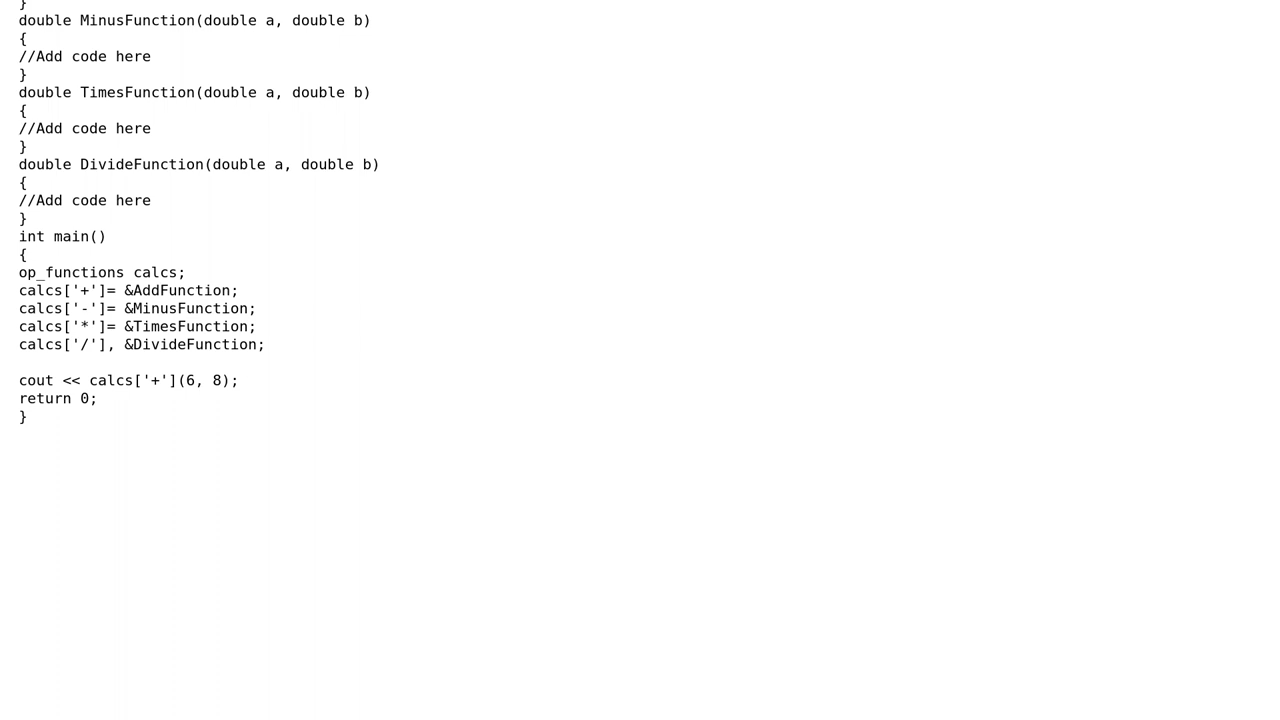 }
double MinusFunction(double a, double b)
{
//Add code here
}
double TimesFunction(double a, double b)
{
//Add code here
}
double DivideFunction(double a, double b)
{
//Add code here
}
int main()
{
op_functions calcs;
calcs['+']= &AddFunction;
calcs['-']= &MinusFunction;
calcs['*']= &TimesFunction;
calcs['/'], &DivideFunction;

cout << calcs['+'](6, 8);
return 0;
}